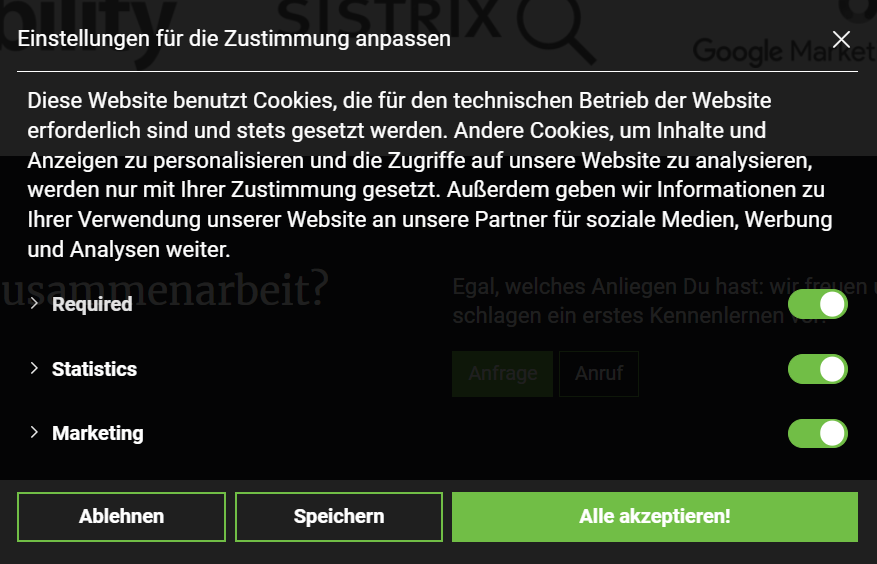 bility SISTRIX
Google Market
Einstellungen für die Zustimmung anpassen
Diese Website benutzt Cookies, die für den technischen Betrieb der Website
erforderlich sind und stets gesetzt werden. Andere Cookies, um Inhalte und
Anzeigen zu personalisieren und die Zugriffe auf unsere Website zu analysieren,
werden nur mit Ihrer Zustimmung gesetzt. Außerdem geben wir Informationen zu
Ihrer Verwendung unserer Website an unsere Partner für soziale Medien, Werbung
und Analysen weiter.
usammenarbeit?
Egal, welches Anliegen Du hast: wir freuen u
schlagen ein erstes Kennenlernen vor.
Required
Statistics
Anfrage Anruf
Marketing
Ablehnen Speichern Alle akzeptieren!